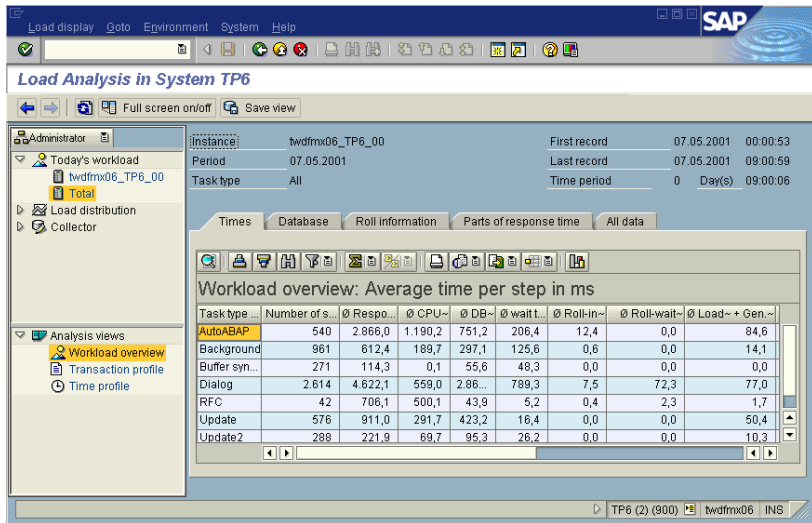 Load display Goto Environment System Help
SAP
Load Analysis in System TP6
Full screen on/off Save view
Administrator
Today's workload
twdfmx06_TP6_00
Total
Load distribution
Collector
Analysis views
Workload overview
Transaction profile
Time profile
Instance: twdfmx06_TP6_00 First record 07.05.2001 00:00:53
Period 07.05.2001 Last record 07.05.2001 09:00:59
Task type All Time period 0 Day(s) 09:00:06
Times Database Roll information Parts of response time All data
Workload overview: Average time per step in ms
Task type ... Number of s... Ø Respo... Ø CPU~ Ø DB~ Ø wait t... Ø Roll-in~ Ø Roll-wait~ Ø Load~ + Gen.~
AutoABAP 540 2.866,0 1.190,2 751,2 206,4 12,4 0,0 84,6
Background 961 612,4 189,7 297,1 125,6 0,6 0,0 14,1
Buffer syn... 271 114,3 0,1 55,6 48,3 0,0 0,0 0,0
Dialog 2.614 4.622,1 559,0 2.86... 789,3 7,5 72,3 77,0
RFC 42 706,1 500,1 43,9 5,2 0,4 2,3 1,7
Update 576 911,0 291,7 423,2 16,4 0,0 0,0 50,4
Update2 288 221,9 69,7 95,3 26,2 0,0 0,0 10,3
TP6 (2) (900) twdfmx06 INS